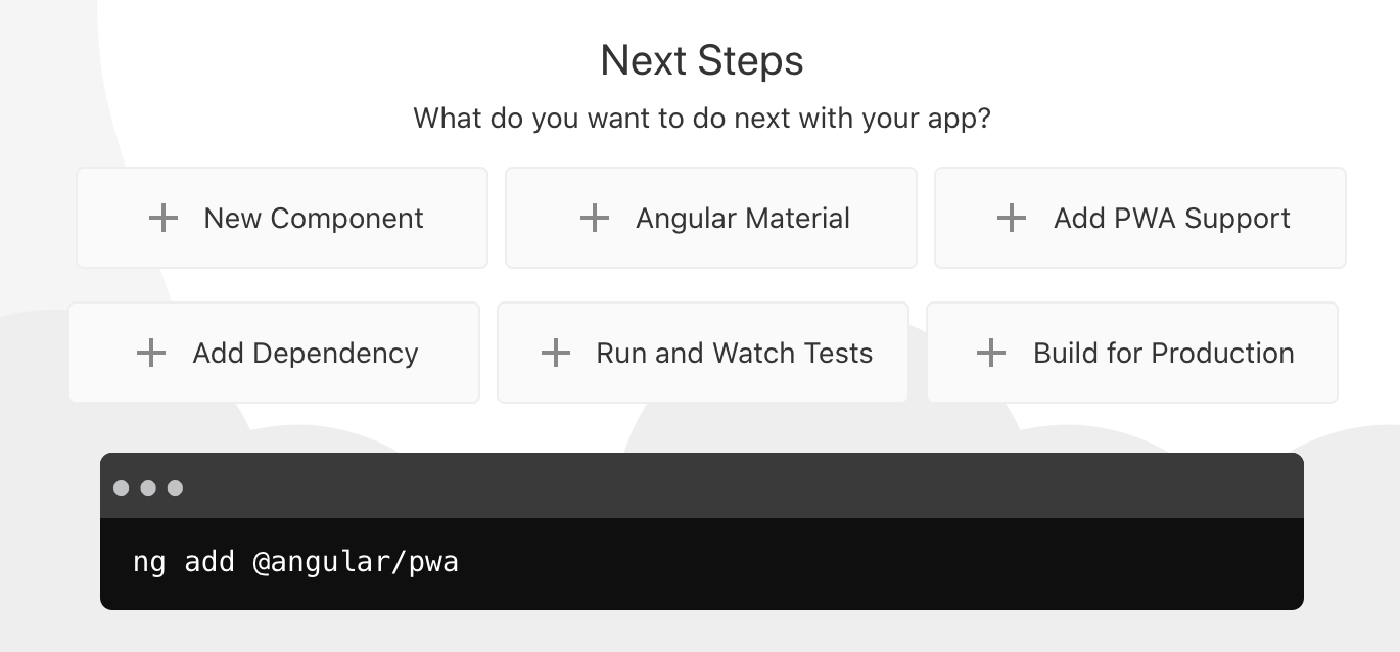 Next Steps
What do you want to do next with your app?
New Component
Angular Material
Add PWA Support
Add Dependency
Run and Watch Tests
Build for Production
ng add @angular/pwa